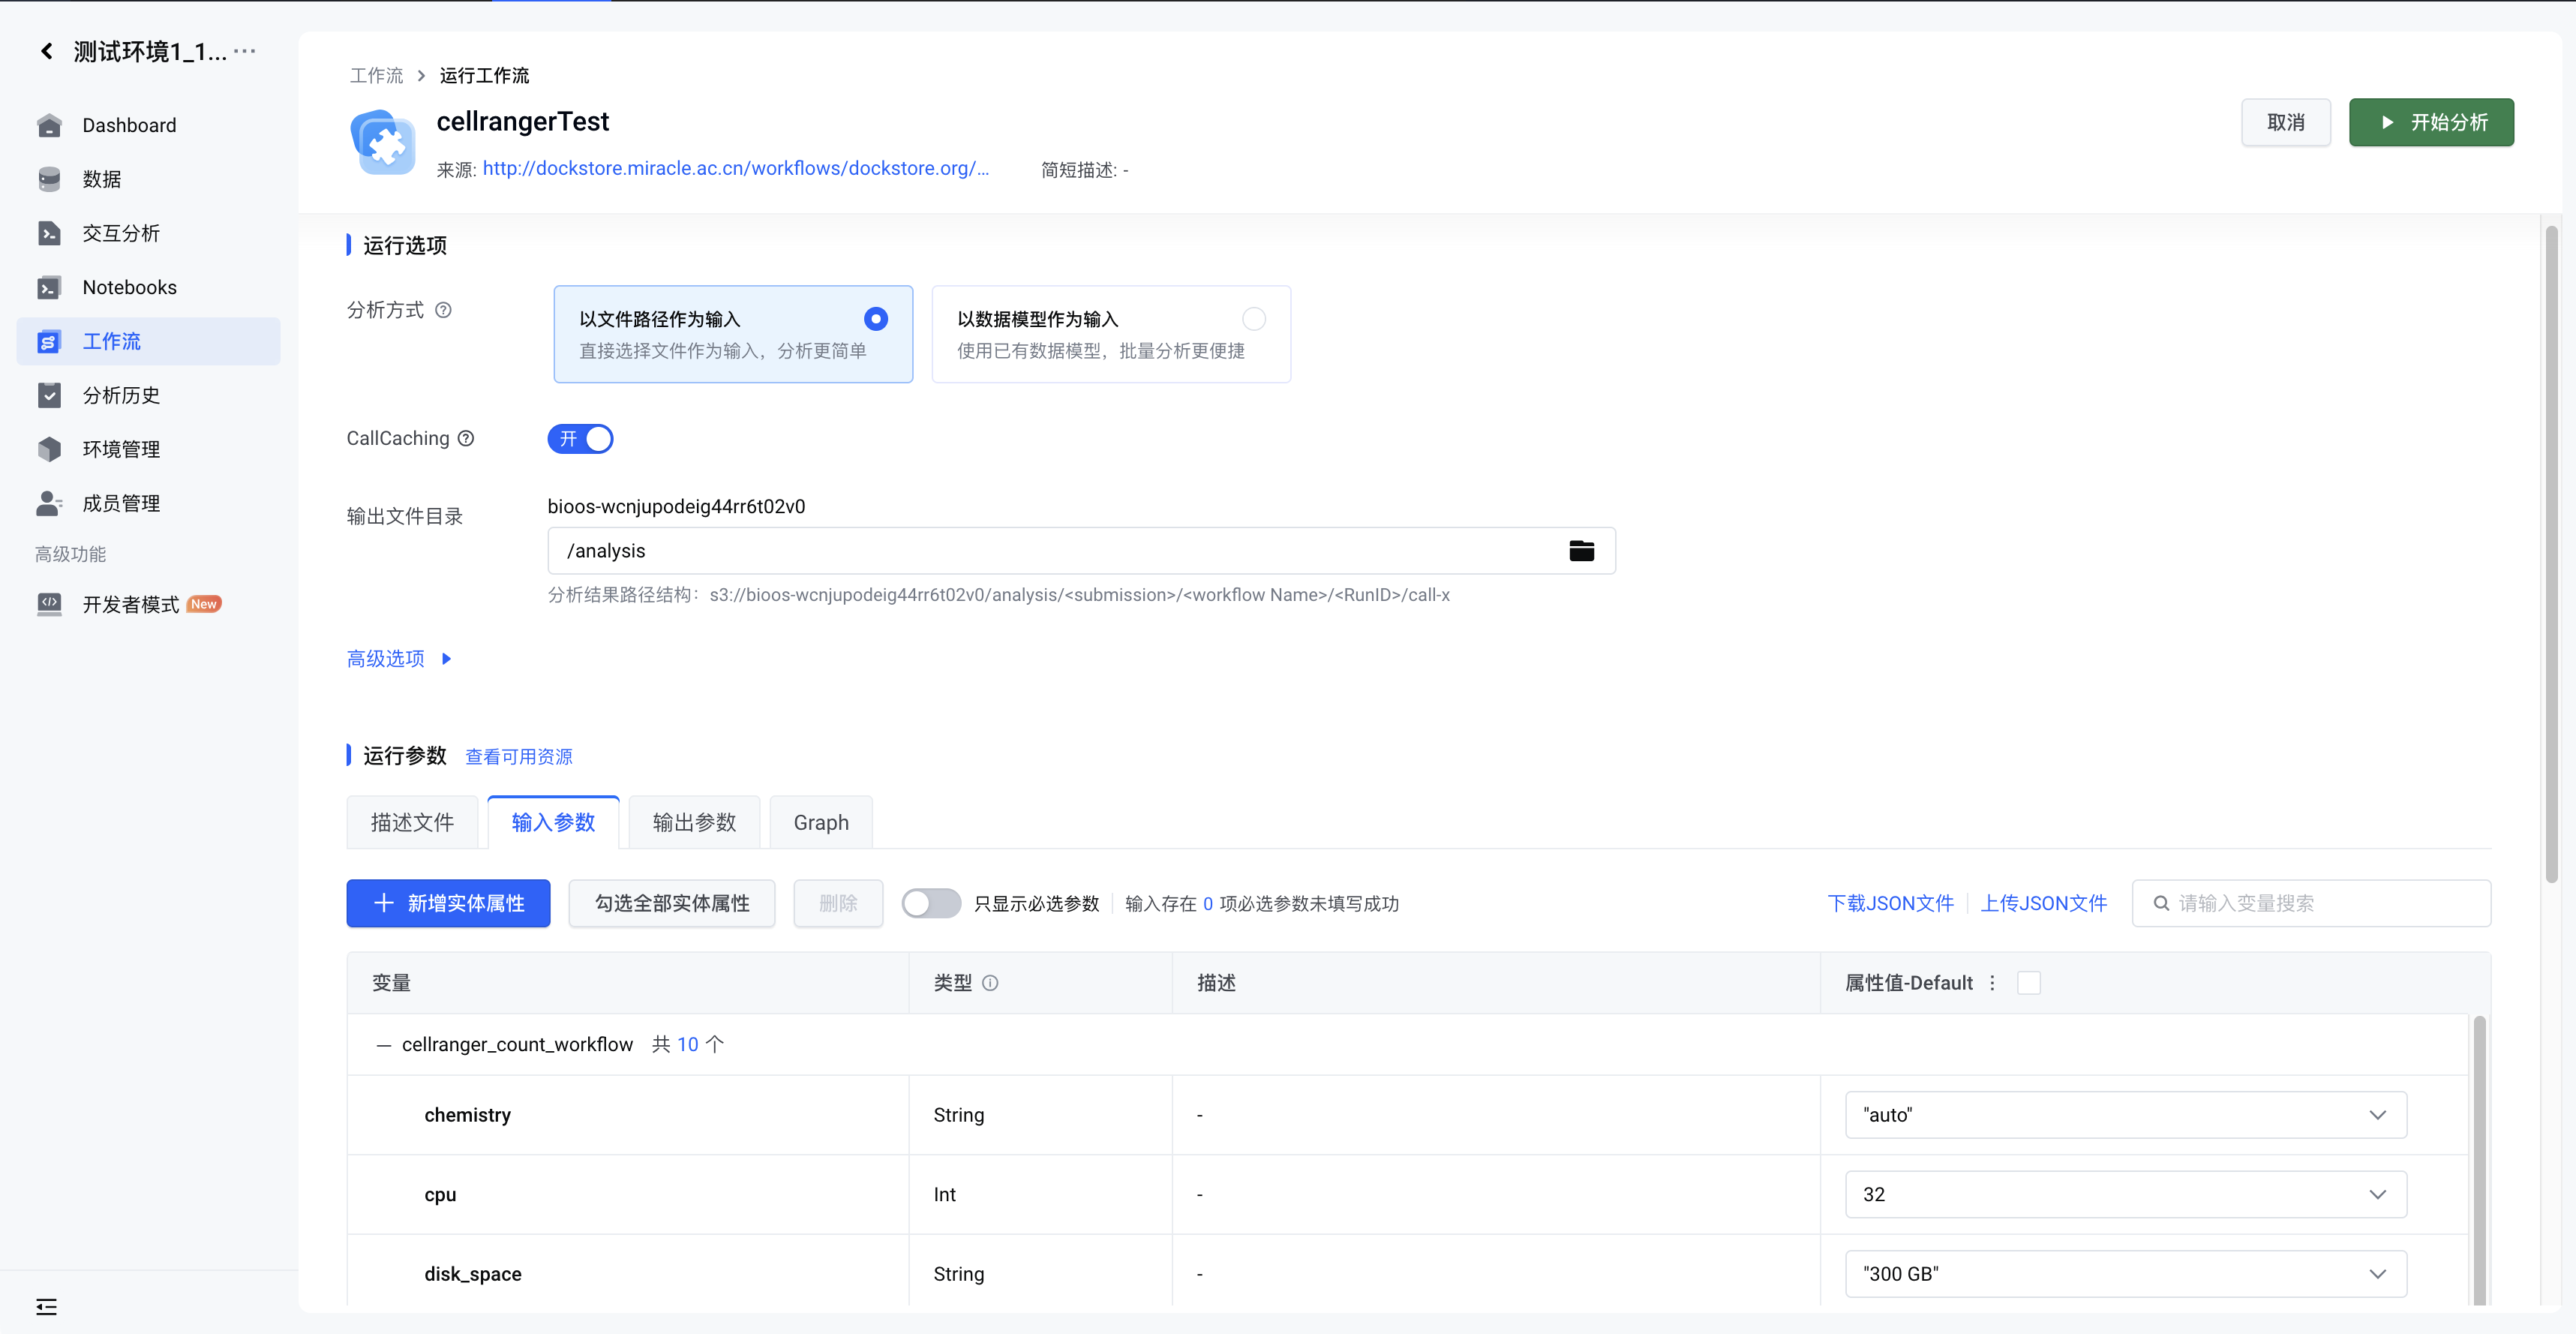 测试环境1_1... ...
Dashboard
数据
交互分析
Notebooks
工作流
分析历史
环境管理
成员管理
高级功能
开发者模式 New
工作流 > 运行工作流
cellrangerTest
来源: http://dockstore.miracle.ac.cn/workflows/dockstore.org/... 简短描述: -
取消
开始分析
运行选项
分析方式
以文件路径作为输入
直接选择文件作为输入，分析更简单
以数据模型作为输入
使用已有数据模型，批量分析更便捷
CallCaching 开
输出文件目录
bioos-wcnjupodeig44rr6t02v0
/analysis
分析结果路径结构：s3://bioos-wcnjupodeig44rr6t02v0/analysis/<submission>/<workflow Name>/<RunID>/call-x
高级选项
运行参数 查看可用资源
描述文件 输入参数 输出参数 Graph
+ 新增实体属性 勾选全部实体属性 删除 只显示必选参数 输入存在 0 项必选参数未填写成功 下载JSON文件 上传JSON文件 请输入变量搜索
变量 类型 描述 属性值-Default
— cellranger_count_workflow 共 10 个
chemistry String - "auto"
cpu Int - 32
disk_space String - "300 GB"